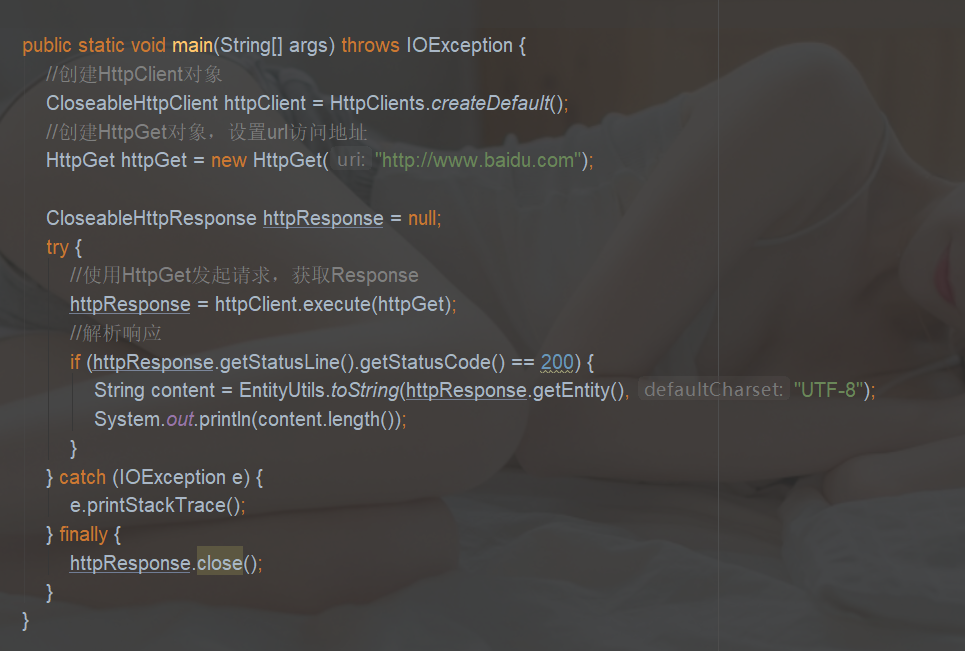 public static void main(String[] args) throws IOException {
//创建HttpClient对象
CloseableHttpClient httpClient = HttpClients.createDefault();
//创建HttpGet对象，设置url访问地址
HttpGet httpGet = new HttpGet( uri: "http://www.baidu.com");
CloseableHttpResponse httpResponse = null;
try {
//使用HttpGet发起请求，获取Response
httpResponse = httpClient.execute(httpGet);
//解析响应
if (httpResponse.getStatusLine().getStatusCode() == 200) {
String content = EntityUtils.toString(httpResponse.getEntity(), defaultCharset: "UTF-8");
System.out.println(content.length());
}
} catch (IOException e) {
e.printStackTrace();
} finally {
httpResponse.close();
}
}